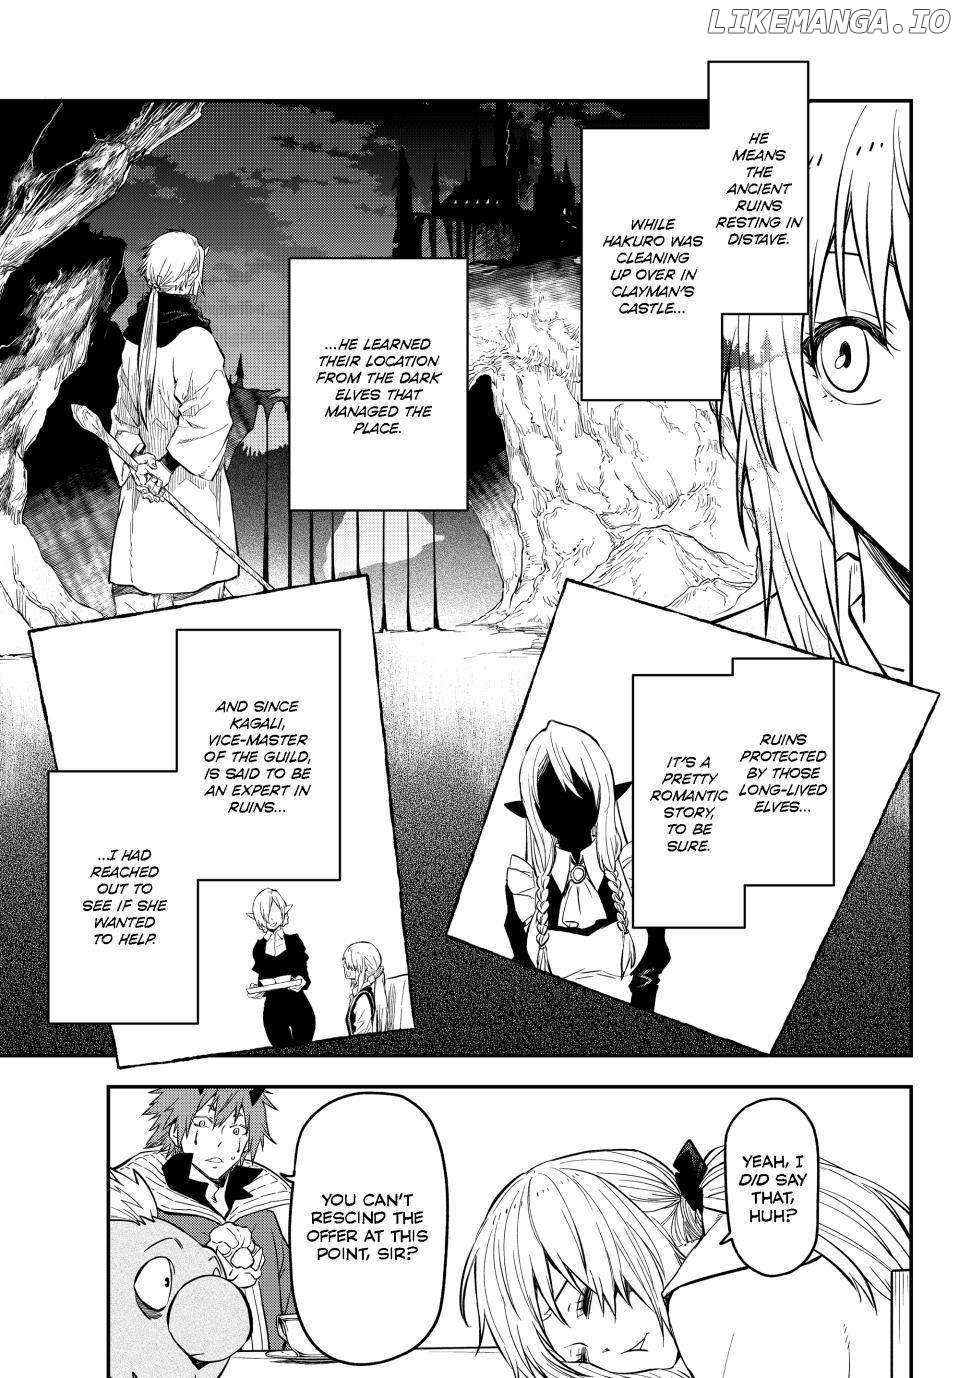 LIKEMANGA.IO
HE
MEANS
THE
ANCIENT
RUINS
RESTING IN
DISTAVE.
WHILE
HAKURO WAS
CLEANING
UP OVER IN
CLAYMAN'S
CASTLE...
...HE LEARNED
THEIR LOCATION
FROM THE DARK
ELVES THAT
MANAGED THE
PLACE.
RUINS
PROTECTED
BY THOSE
LONG-LIVED
ELVES...
IT'S A
PRETTY
ROMANTIC
STORY,
TO BE
SURE.
AND SINCE
KAGALI,
VICE-MASTER
OF THE GUILD,
IS SAID TO BE
AN EXPERT IN
RUINS...
...I HAD
REACHED
OUT TO
SEE IF SHE
WANTED
TO HELP.
YEAH, I
DID SAY
THAT,
HUH?
YOU CAN'T
RESCIND THE
OFFER AT THIS
POINT, SIR?